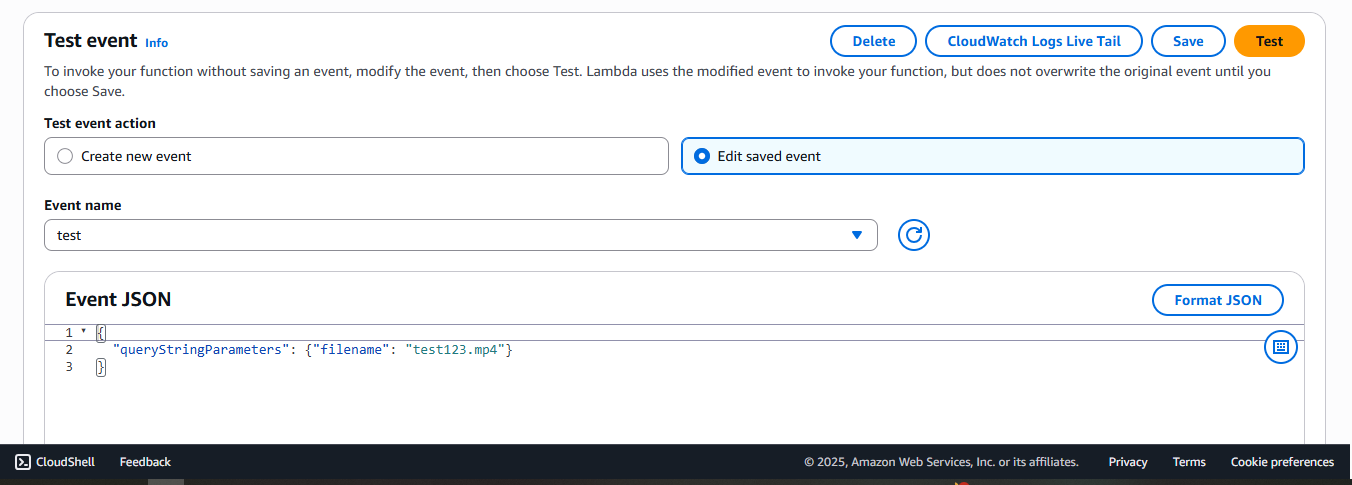 Test event Info Delete CloudWatch Logs Live Tail Save Test
To invoke your function without saving an event, modify the event, then choose Test. Lambda uses the modified event to invoke your function, but does not overwrite the original event until you
choose Save.
Test event action
Create new event Edit saved event
Event name
test
Event JSON Format JSON
1 {
2 "queryStringParameters": {"filename": "test123.mp4"}
3 }
CloudShell Feedback © 2025, Amazon Web Services, Inc. or its affiliates. Privacy Terms Cookie preferences